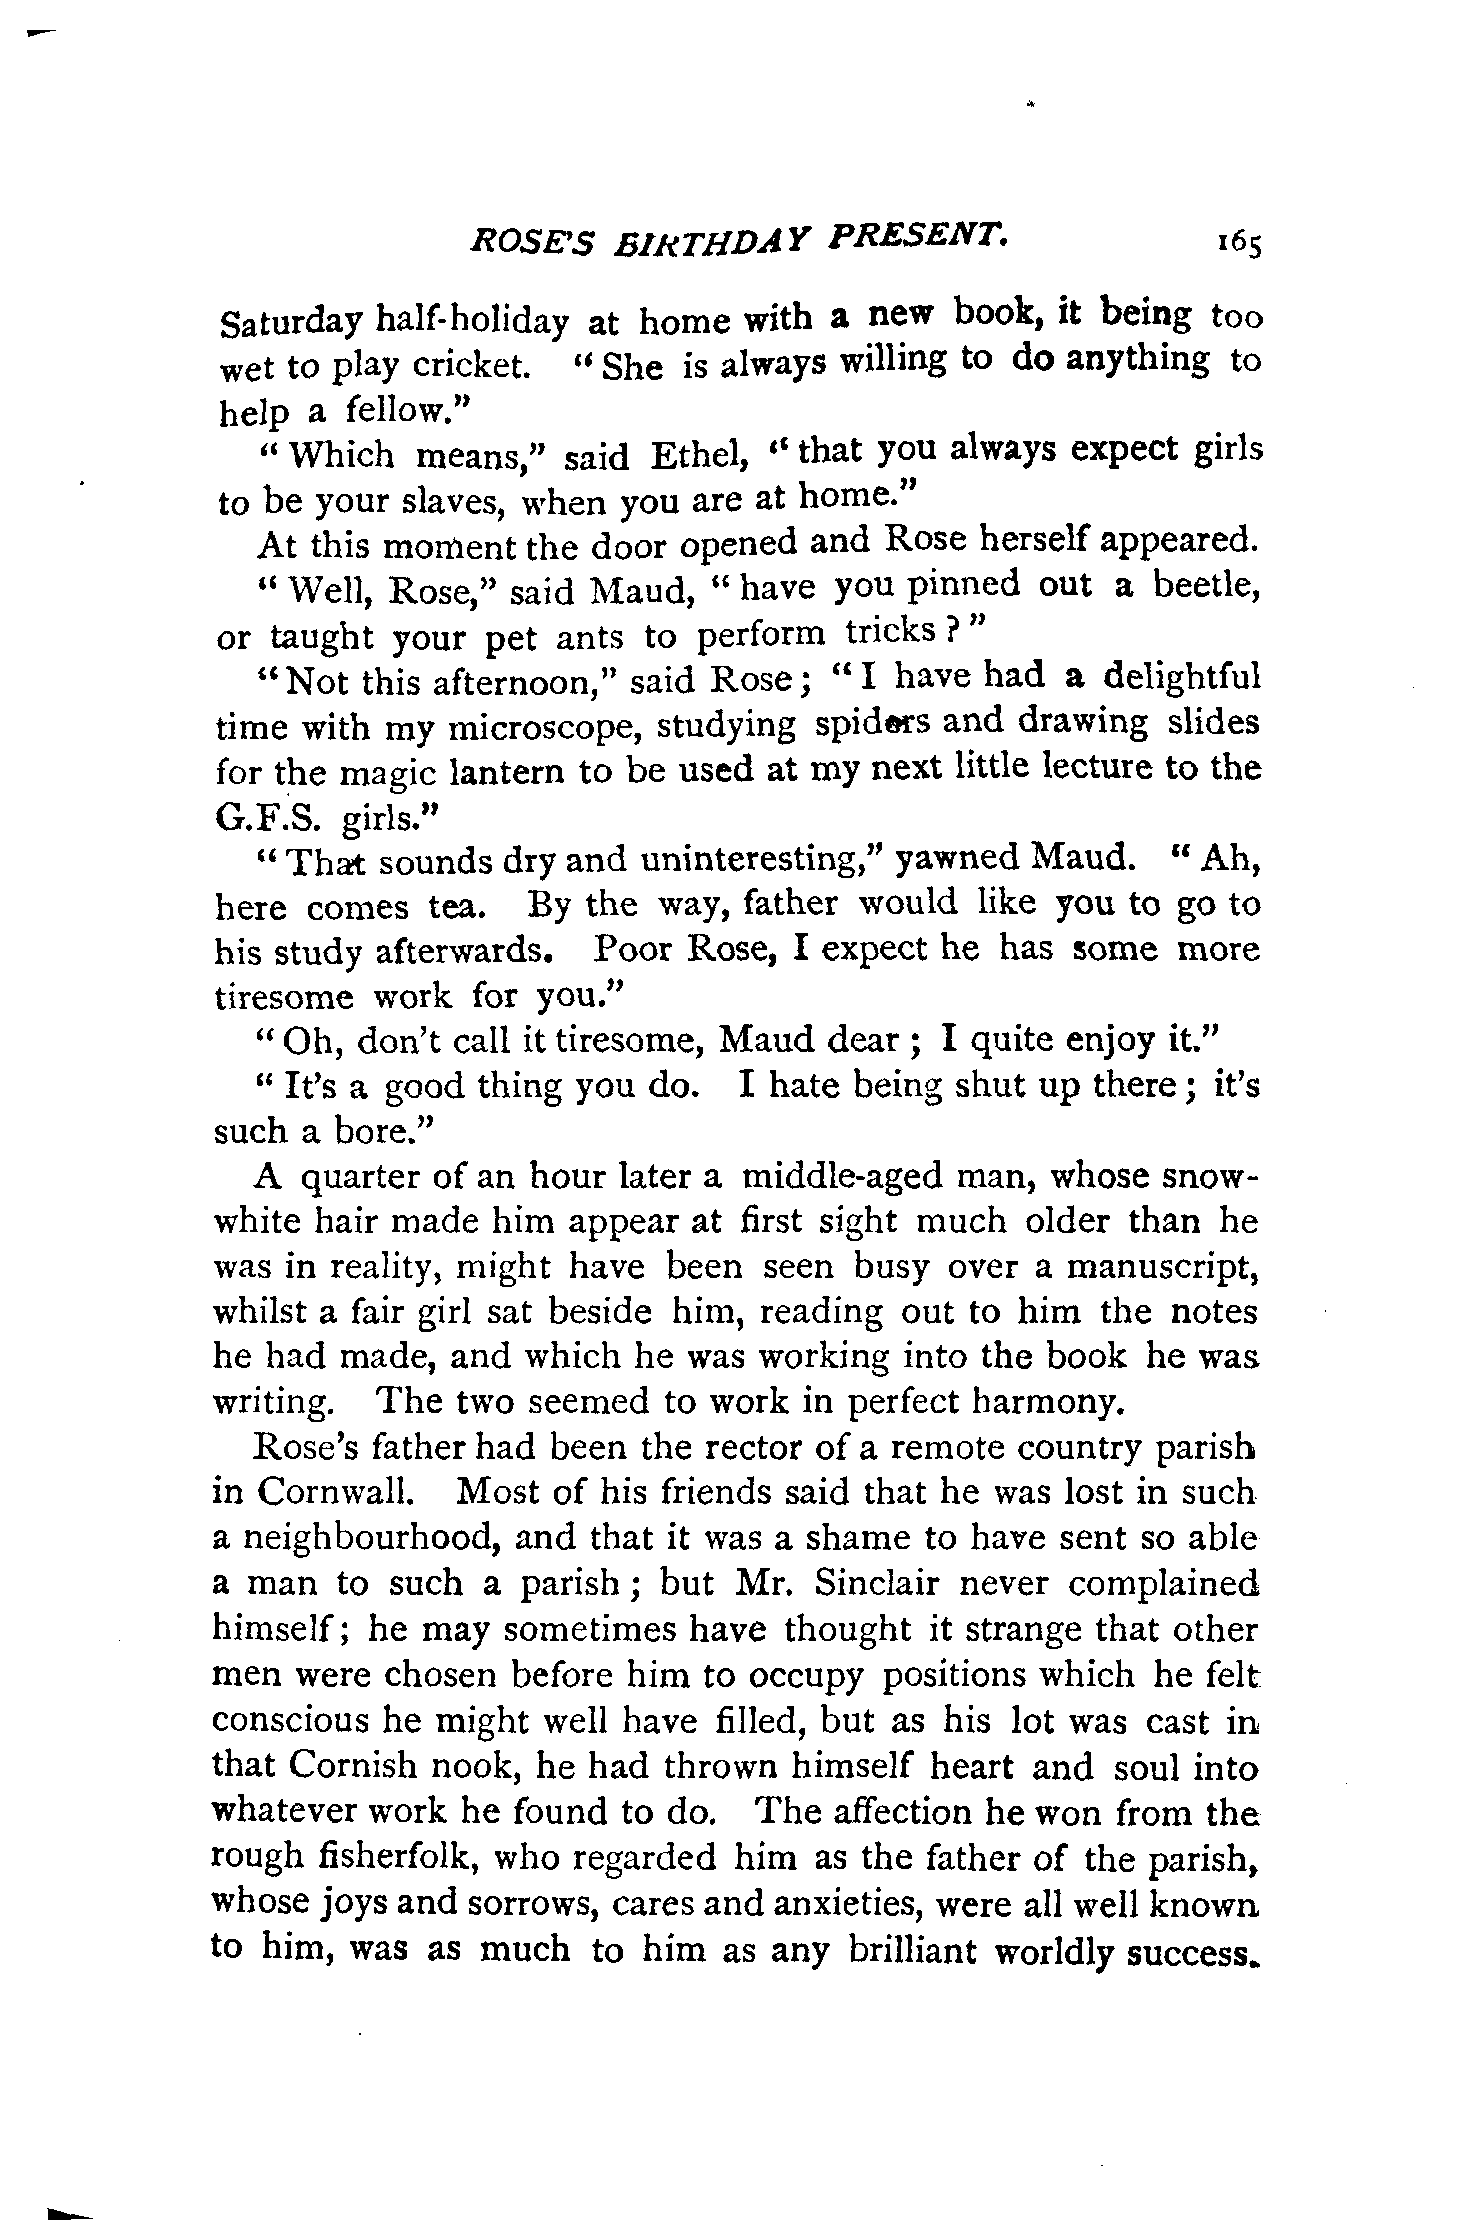 ROSE'S BIRTHDAY PRESENT. 165
Saturday half-holiday at home with a new book, it being too
wet to play cricket. "She is always willing to do anything to
help a fellow."
"Which means," said Ethel, "that you always expect girls
to be your slaves, when you are at home."
At this moment the door opened and Rose herself appeared.
"Well, Rose," said Maud, "have you pinned out a beetle,
or taught your pet ants to perform tricks?"
"Not this afternoon," said Rose; "I have had a delightful
time with my microscope, studying spiders and drawing slides
for the magic lantern to be used at my next little lecture to the
G.F.S. girls."
"That sounds dry and uninteresting," yawned Maud. "Ah,
here comes tea. By the way, father would like you to go to
his study afterwards. Poor Rose, I expect he has some more
tiresome work for you."
"Oh, don't call it tiresome, Maud dear; I quite enjoy it."
"It's a good thing you do. I hate being shut up there; it's
such a bore."
A quarter of an hour later a middle-aged man, whose snow-
white hair made him appear at first sight much older than he
was in reality, might have been seen busy over a manuscript,
whilst a fair girl sat beside him, reading out to him the notes
he had made, and which he was working into the book he was
writing. The two seemed to work in perfect harmony.
Rose's father had been the rector of a remote country parish
in Cornwall. Most of his friends said that he was lost in such
a neighbourhood, and that it was a shame to have sent so able
a man to such a parish; but Mr. Sinclair never complained
himself; he may sometimes have thought it strange that other
men were chosen before him to occupy positions which he felt
conscious he might well have filled, but as his lot was cast in
that Cornish nook, he had thrown himself heart and soul into
whatever work he found to do. The affection he won from the
rough fisherfolk, who regarded him as the father of the parish,
whose joys and sorrows, cares and anxieties, were all well known
to him, was as much to him as any brilliant worldly success.